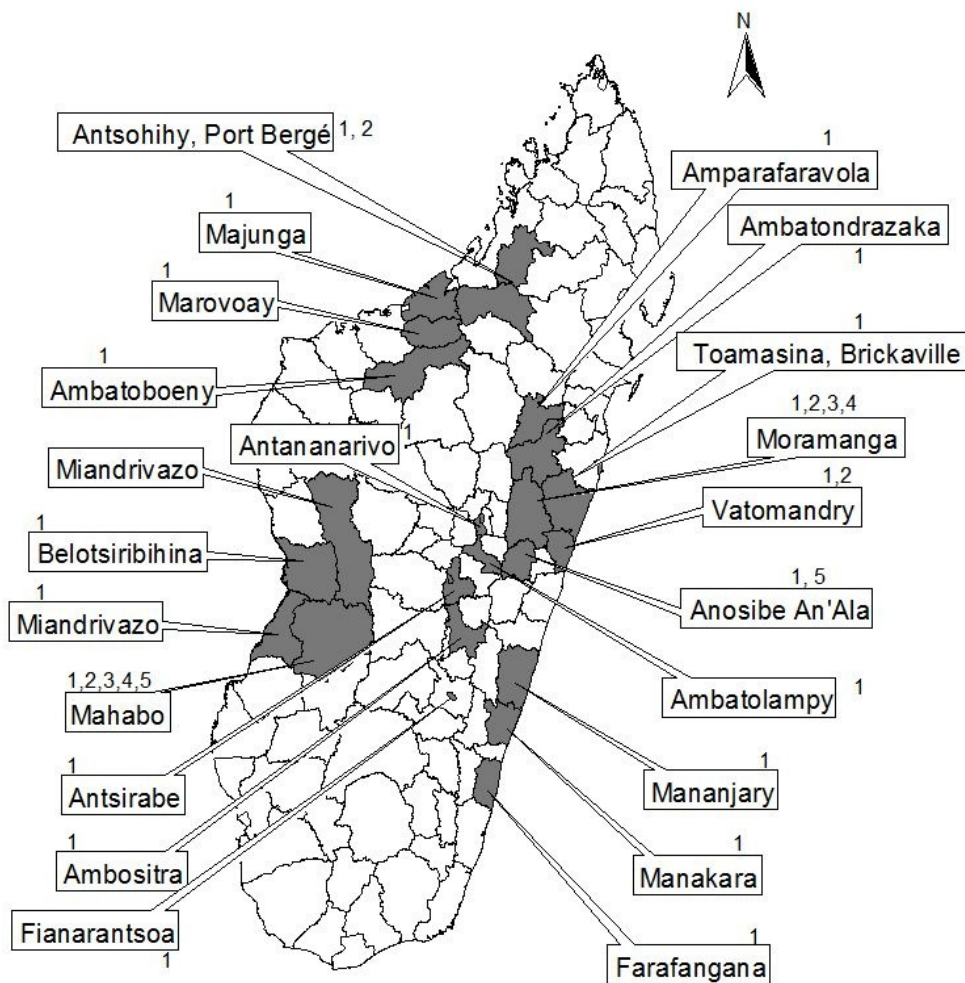 N
Antsohihy, Port Bergé 1, 2
1
Amparafaravola
1
Majunga
Ambatondrazaka
1
1
Marovoay
1
Toamasina, Brickaville
1
Ambatoboeny
1,2,3,4
Moramanga
Antananarivo 1
Miandrivazo
1,2
Vatomandry
1
Belotsiribihina
1, 5
Anosibe An'Ala
1
Miandrivazo
1,2,3,4,5
Mahabo
Ambatolampy 1
1
Antsirabe
1
Mananjary
1
Ambositra
1
Manakara
Fianarantsoa
1
1
Farafangana